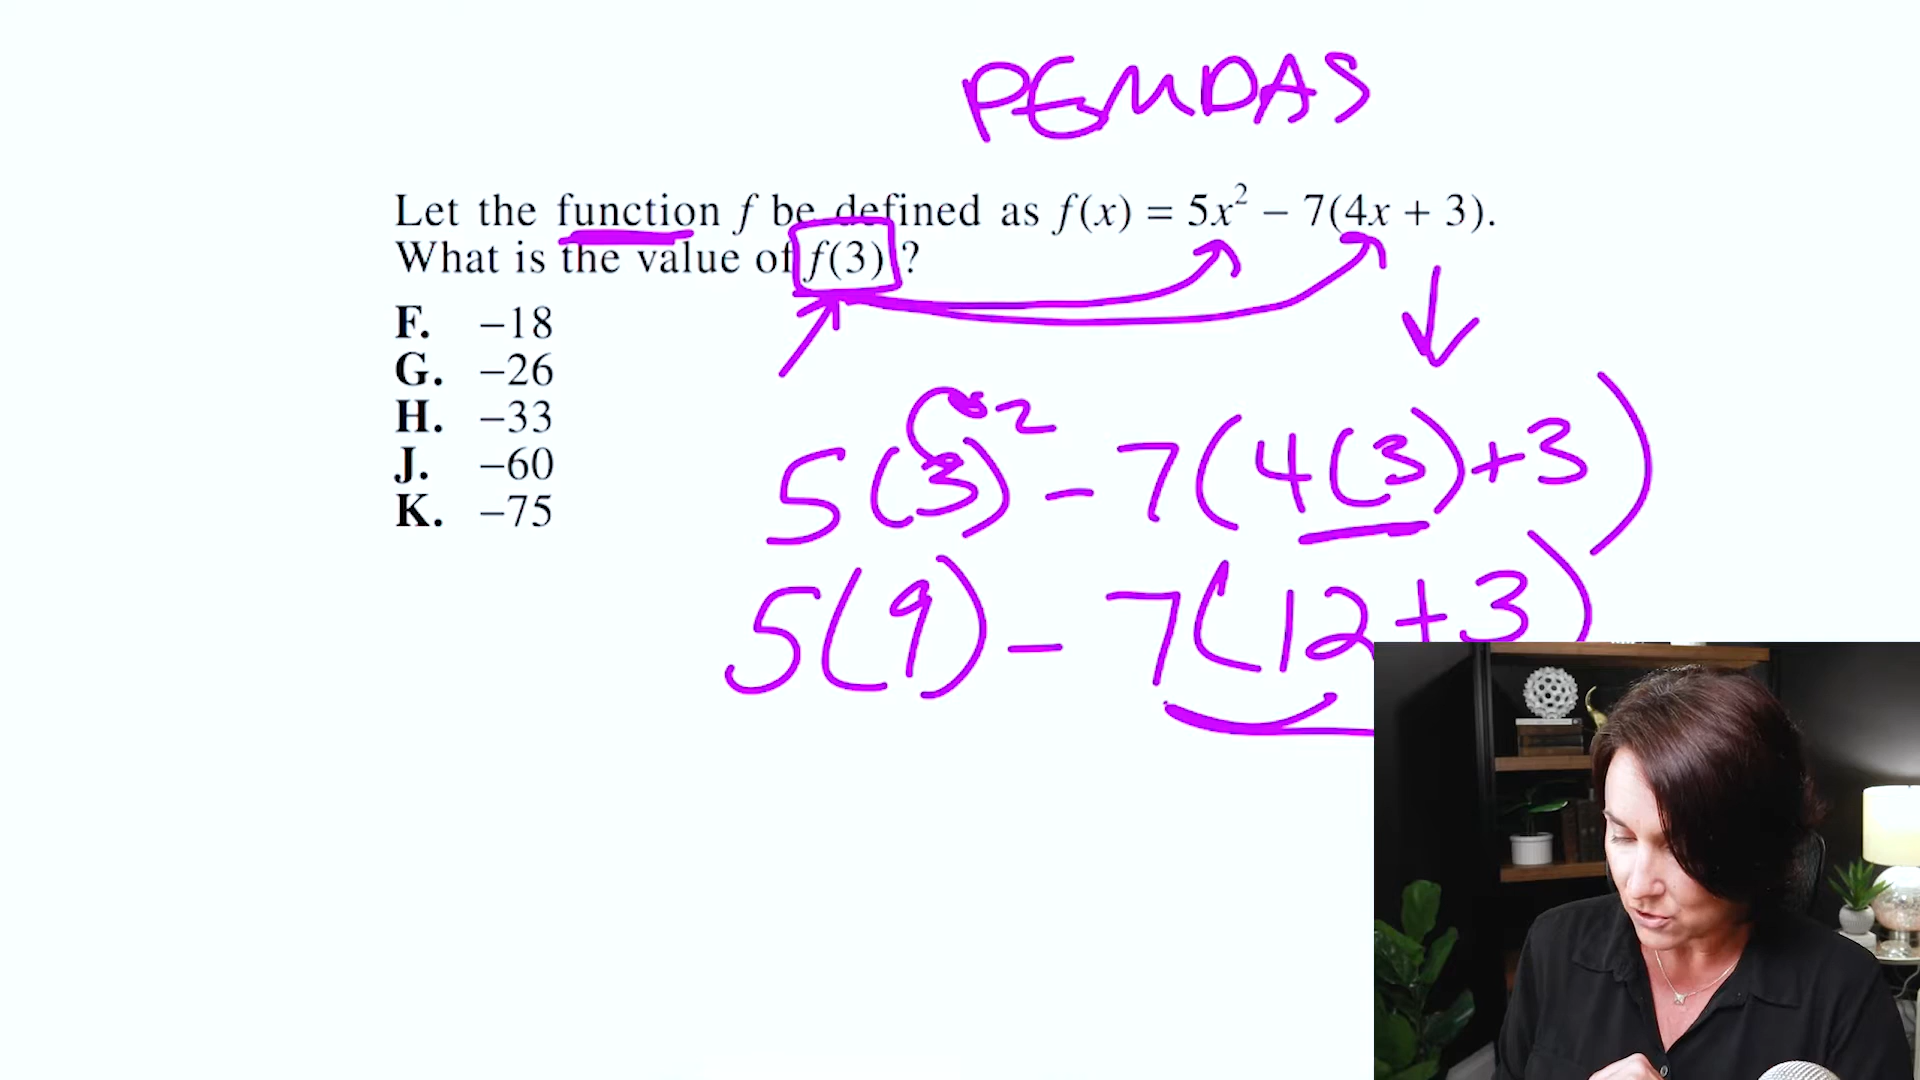 PEMDAS
Let the function f be defined as f(x) = 5x² – 7(4x + 3).
What is the value of f(3) ?
F. –18
G. –26
H. –33
J. –60
K. –75
5(3)² – 7(4(3)+3)
5(9) – 7(12+3)